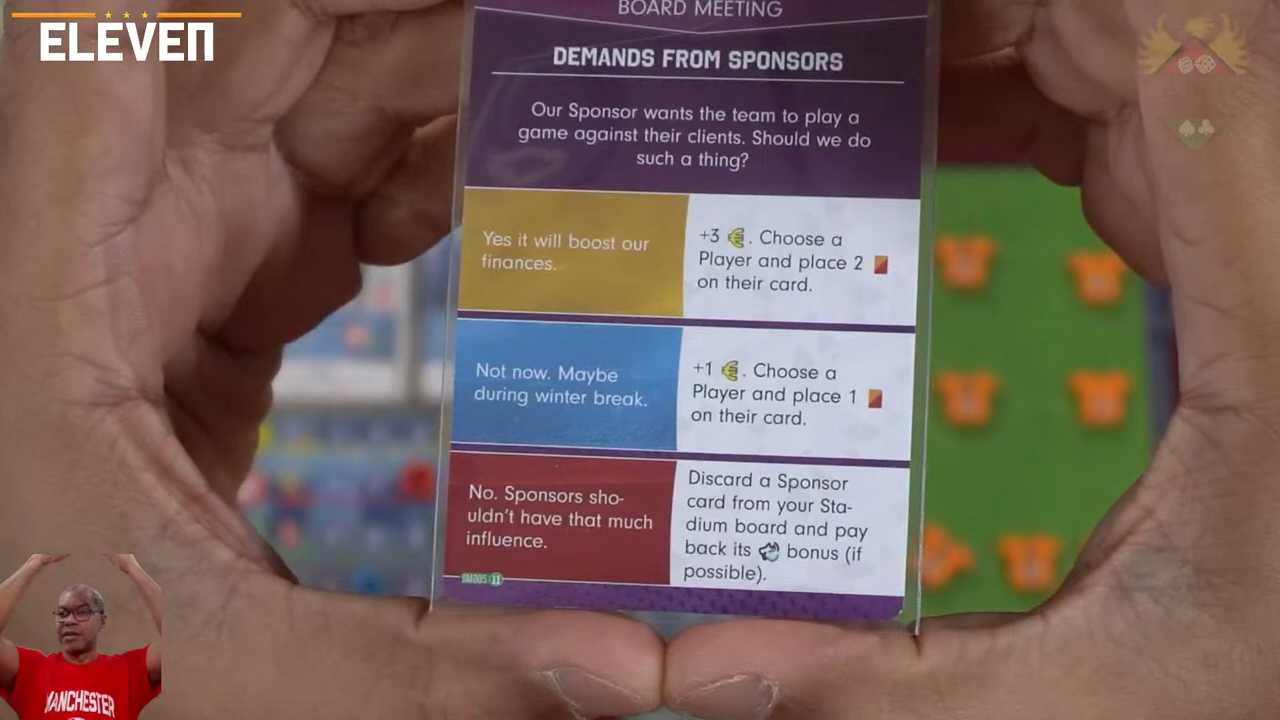 ELEVEN
BOARD MEETING
DEMANDS FROM SPONSORS
Our Sponsor wants the team to play a
game against their clients. Should we do
such a thing?
Yes it will boost our
finances.
+3 . Choose a
Player and place 2
on their card.
Not now. Maybe
during winter break.
+1 . Choose a
Player and place 1
on their card.
No. Sponsors sho-
uldn't have that much
influence.
Discard a Sponsor
card from your Sta-
dium board and pay
back its bonus (if
possible).
BM005 11
MANCHESTER